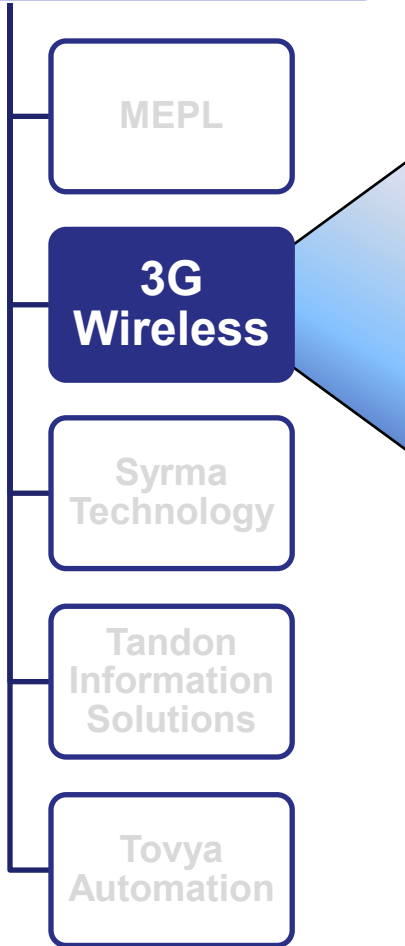 MEPL
3G
Wireless
Syrma
Technology
Tandon
Information
Solutions
Tovya
Automation